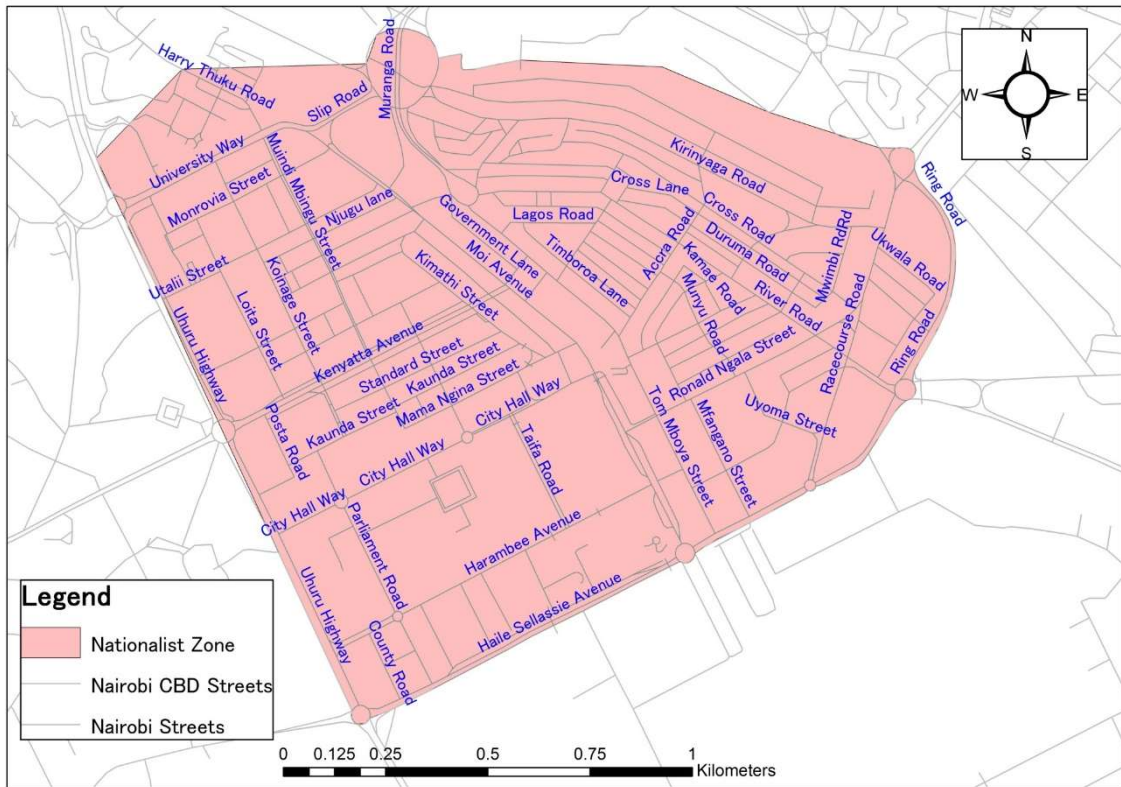 N
W
E
S
Harry Thuku Road
Slip Road
Muranga Road
University Way
Muindi Mbingu Street
Monrovia Street
Njugu lane
Kirinyaga Road
Ring Road
Cross Lane
Cross Road
Lagos Road
Government Lane
Moi Avenue
Timboroa Lane
Accra Road
Duruma Road
Kamae Road
River Road
Mwimbi RdRd
Ukwala Road
Utalii Street
Uhuru Highway
Loita Street
Koinage Street
Kimathi Street
Munyu Road
Racecourse Road
Ring Road
Kenyatta Avenue
Standard Street
Kaunda Street
Mama Ngina Street
Kaunda Street
Ronald Ngala Street
Posta Road
City Hall Way
City Hall Way
City Hall Way
Taifa Road
Tom Mboya Street
Mfangano Street
Uyoma Street
Parliament Road
Harambee Avenue
Uhuru Highway
County Road
Haile Sellassie Avenue
Legend
Nationalist Zone
Nairobi CBD Streets
Nairobi Streets
0 0.125 0.25 0.5 0.75 1
Kilometers